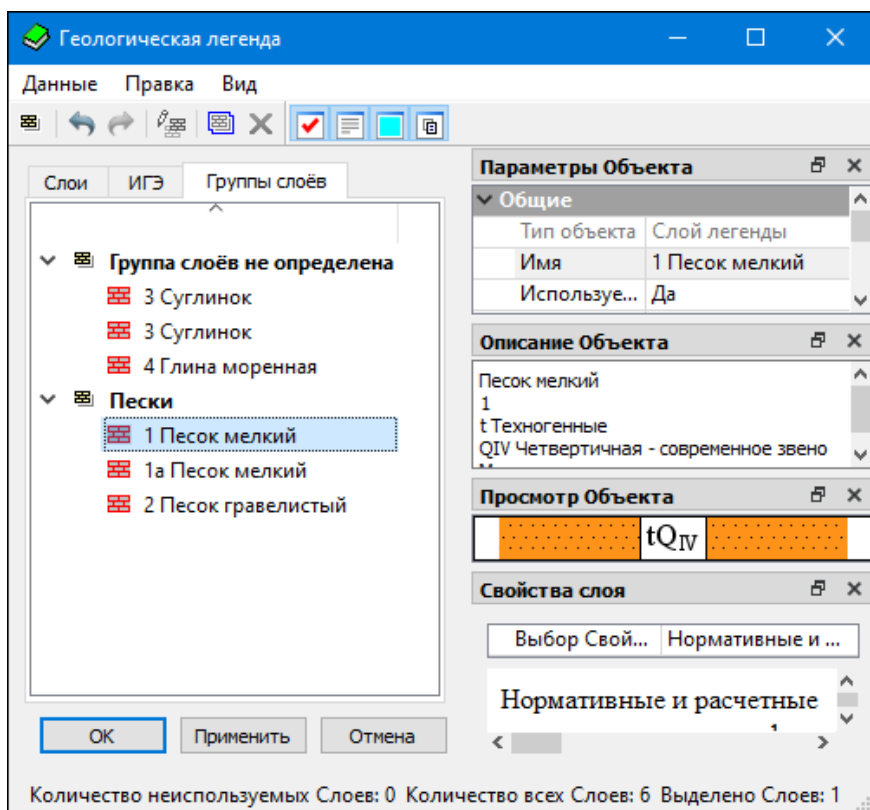 Геологическая легенда
Данные Правка Вид
Слои ИГЭ Группы слоёв
Группа слоёв не определена
3 Суглинок
3 Суглинок
4 Глина моренная
Пески
1 Песок мелкий
1а Песок мелкий
2 Песок гравелистый
ОК Применить Отмена
Параметры Объекта
Общие
Тип объекта Слой легенды
Имя 1 Песок мелкий
Используе... Да
Описание Объекта
Песок мелкий
1
t Техногенные
QIV Четвертичная - современное звено
Просмотр Объекта
tQIV
Свойства слоя
Выбор Свой... Нормативные и ...
Нормативные и расчетные
Количество неиспользуемых Слоев: 0 Количество всех Слоев: 6 Выделено Слоев: 1